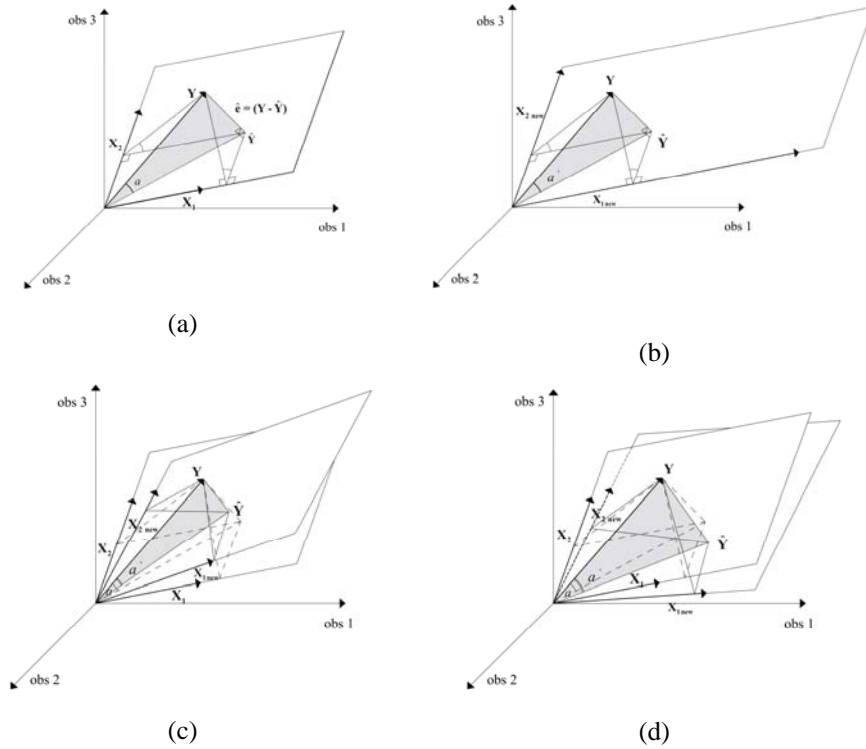 obs 3
Y
ê = (Y - Ŷ)
X2
Ŷ
a
X1
obs 1
obs 2
(a)
obs 3
Y
X2 new
Ŷ
a'
X1 new
obs 1
obs 2
(b)
obs 3
Y
Ŷ
X2 new
X2
a'
a
X1 new
X1
obs 1
obs 2
(c)
obs 3
Y
X2 new
X2
Ŷ
a'
a
X1
X1 new
obs 1
obs 2
(d)